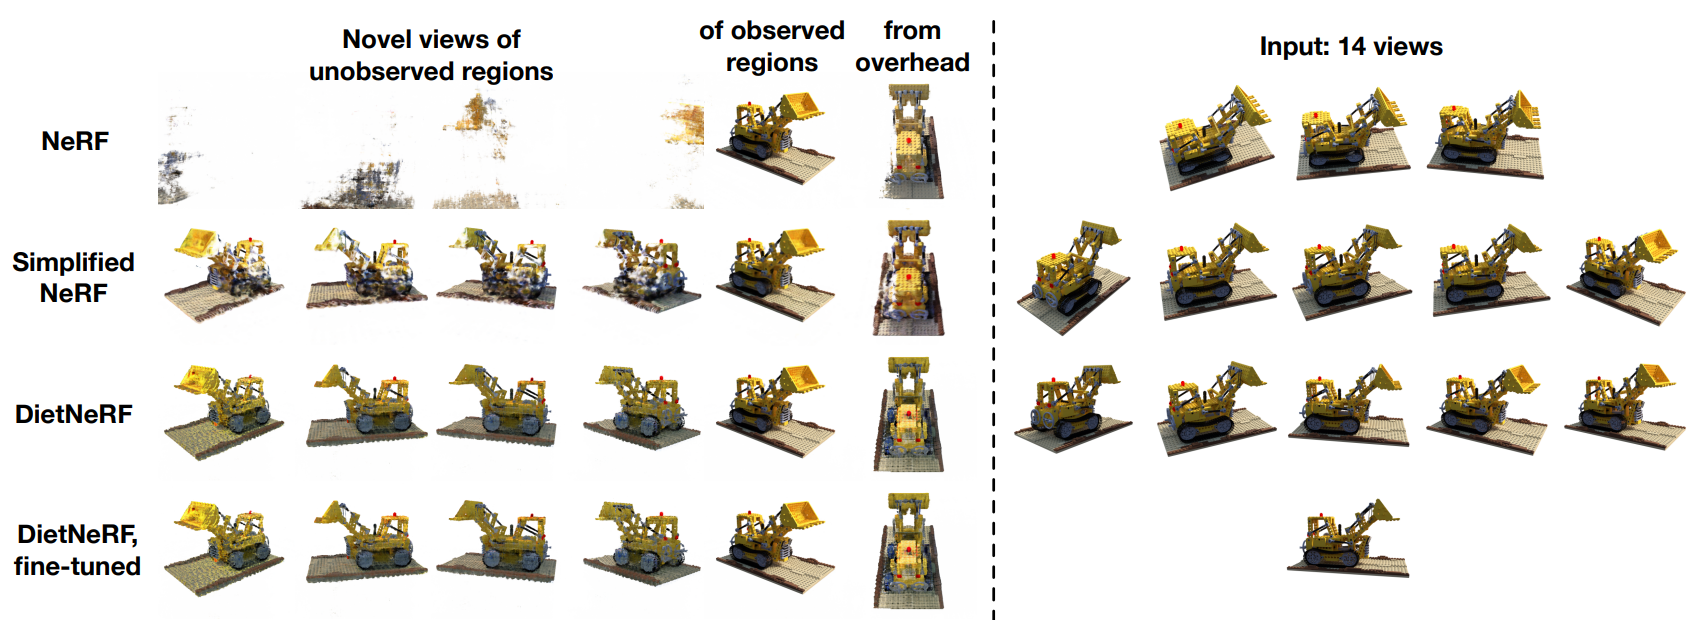 Novel views of
unobserved regions
of observed
regions
from
overhead
Input: 14 views
NeRF
Simplified
NeRF
DietNeRF
DietNeRF,
fine-tuned